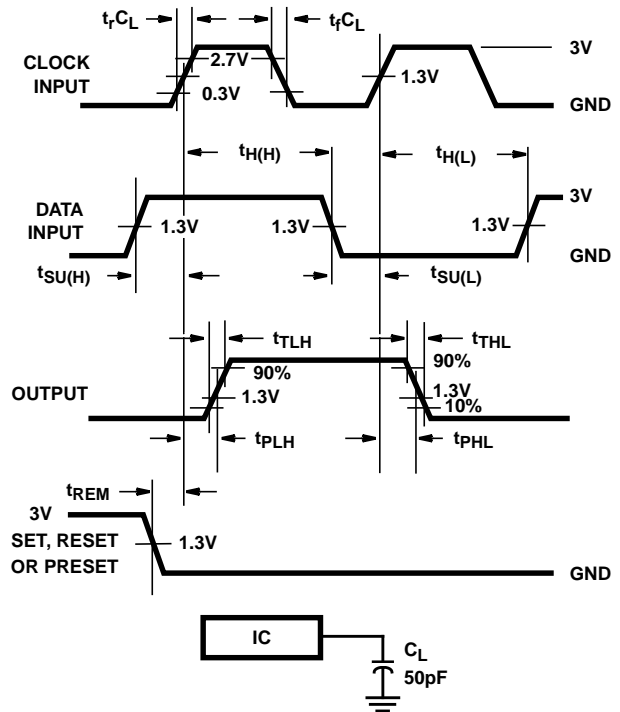 trCL
tfCL
CLOCK
INPUT
2.7V
0.3V
1.3V
3V
GND
tH(H)
tH(L)
DATA
INPUT
1.3V
1.3V
1.3V
3V
GND
tSU(H)
tSU(L)
tTLH
tTHL
OUTPUT
90%
1.3V
90%
1.3V
10%
tPLH
tPHL
tREM
3V
SET, RESET
OR PRESET
1.3V
GND
IC
CL
50pF